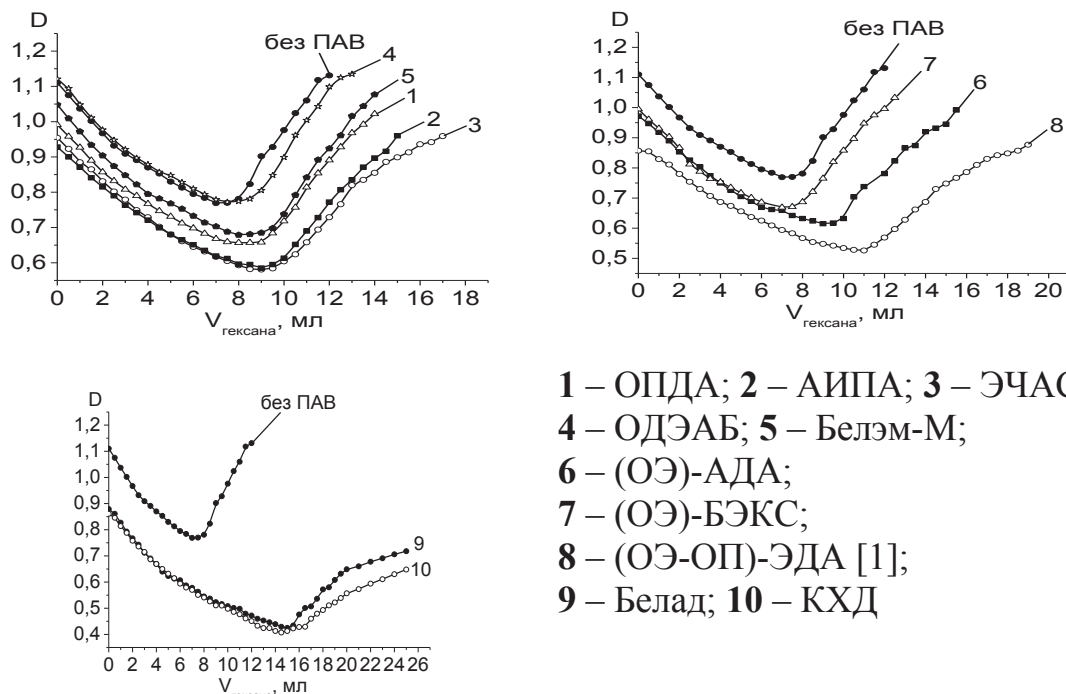 D
без ПАВ
1,2
1,1
1,0
0,9
0,8
0,7
0,6
4
5
1
2
3
0 2 4 6 8 10 12 14 16 18
V гексана, мл
D
без ПАВ
1,2
1,1
1,0
0,9
0,8
0,7
0,6
0,5
7
6
8
0 2 4 6 8 10 12 14 16 18 20
V гексана, мл
D
без ПАВ
1,2
1,1
1,0
0,9
0,8
0,7
0,6
0,5
0,4
9
10
0 2 4 6 8 10 12 14 16 18 20 22 24 26
V гексана, мл
1 – ОПДА; 2 – АИПА; 3 – ЭЧАС
4 – ОДЭАБ; 5 – Белэм-М;
6 – (ОЭ)-АДА;
7 – (ОЭ)-БЭКС;
8 – (ОЭ-ОП)-ЭДА [1];
9 – Белад; 10 – КХД